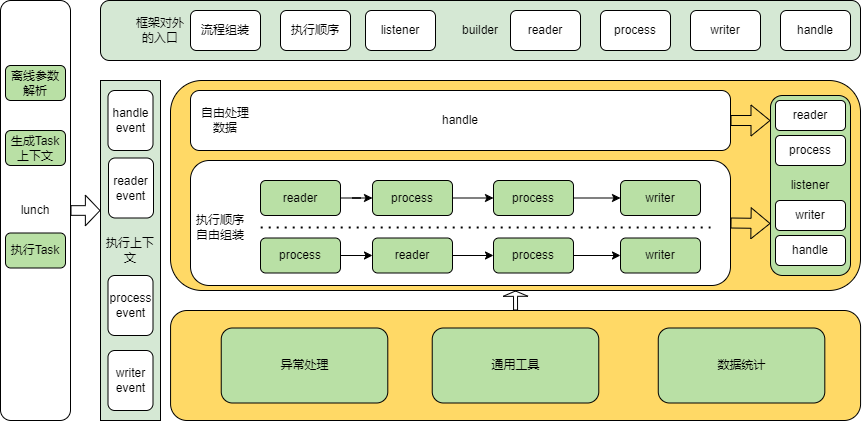 框架对外
的入口
流程组装
执行顺序
listener
builder
reader
process
writer
handle
离线参数
解析
生成Task
上下文
lunch
执行Task
handle
event
reader
event
执行上下
文
process
event
writer
event
自由处理
数据
handle
执行顺序
自由组装
reader
process
process
writer
process
reader
process
writer
reader
process
listener
writer
handle
异常处理
通用工具
数据统计